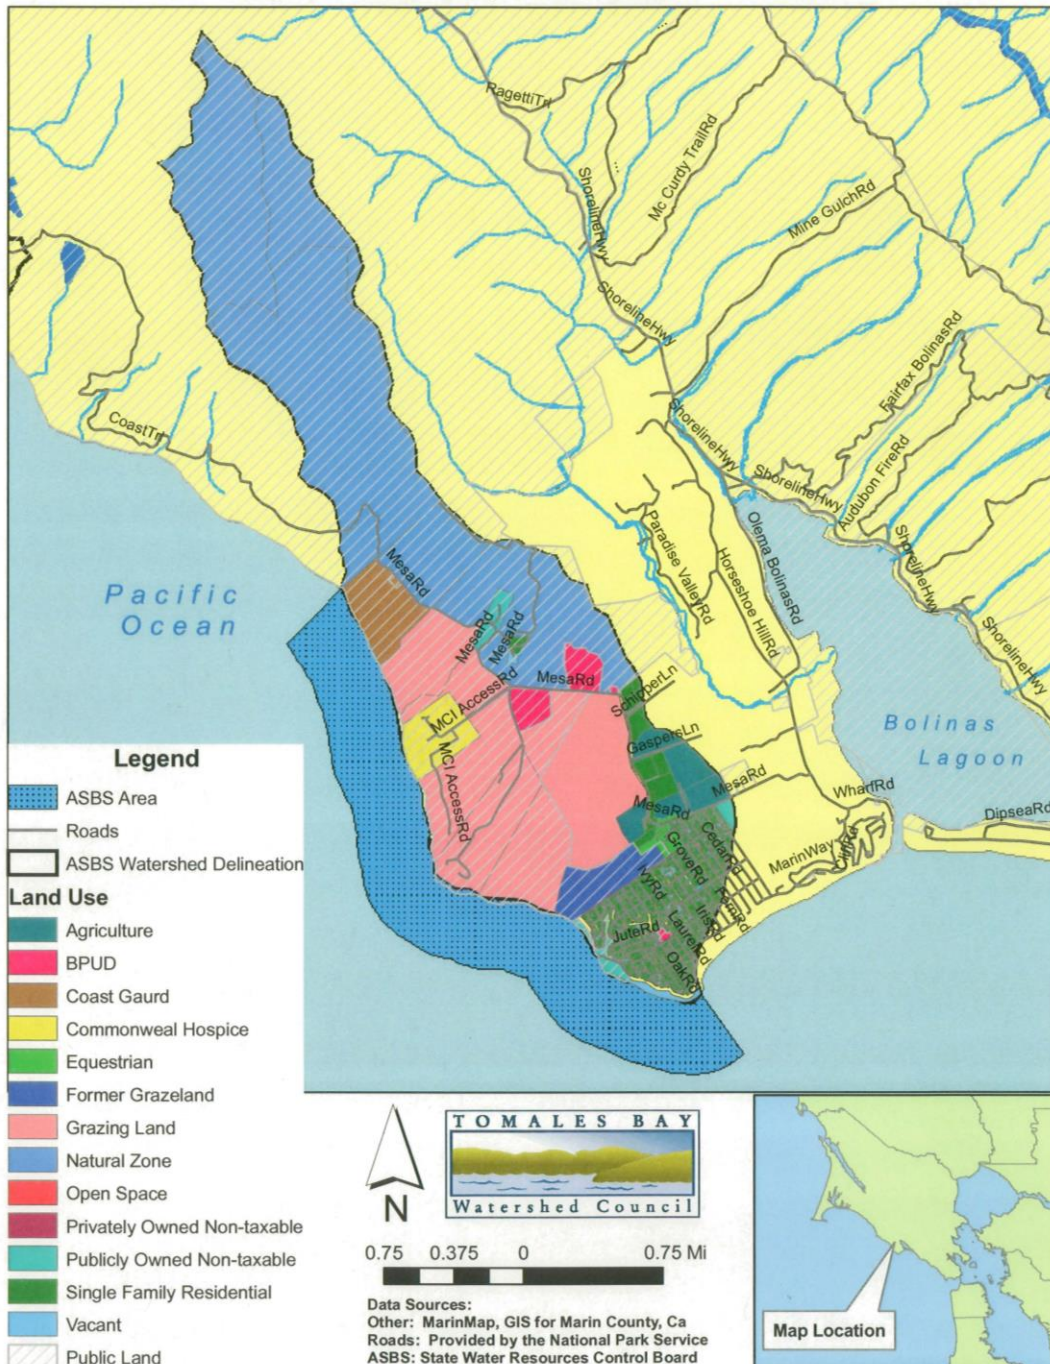 RagettiTrl
Mc Curdy TrailRd
ShorelineHwy
Mine GulchRd
ShorelineHwy
Fairfax BolinasRd
CoastTrl
ShorelineHwy
ShorelineHwy
Audubon FireRd
Paradise ValleyRd
Olema BolinasRd
Horseshoe HillRd
ShorelineHwy
ShorelineHwy
Pacific
Ocean
MesaRd
MesaRd
MesaRd
MesaRd
SchipperLn
MCI AccessRd
MCI AccessRd
GaspersLn
Bolinas
Lagoon
MesaRd
MesaRd
WharfRd
DipseaRd
CedarRd
GroveRd
MarinWay
CliffRd
IvyRd
FernRd
IrisRd
LaurelRd
JuteRd
OakRd
Legend
ASBS Area
Roads
ASBS Watershed Delineation
Land Use
Agriculture
BPUD
Coast Gaurd
Commonweal Hospice
Equestrian
Former Grazeland
Grazing Land
Natural Zone
Open Space
Privately Owned Non-taxable
Publicly Owned Non-taxable
Single Family Residential
Vacant
Public Land
N
TOMALES BAY
Watershed Council
0.75 0.375 0 0.75 Mi
Data Sources:
Other: MarinMap, GIS for Marin County, Ca
Roads: Provided by the National Park Service
ASBS: State Water Resources Control Board
Map Location